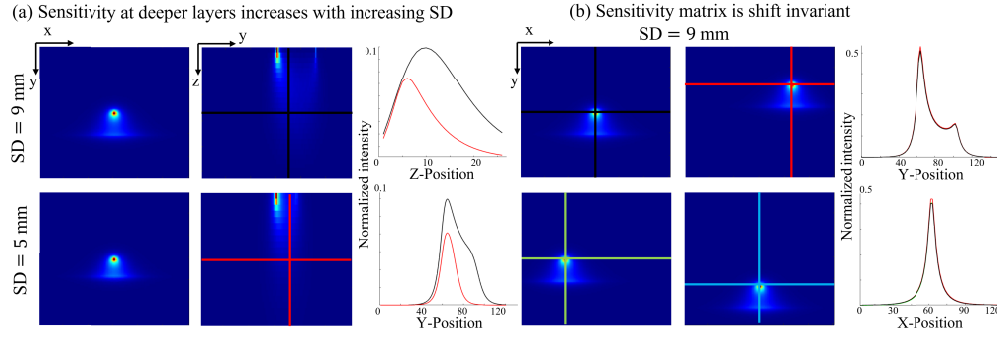 (a) Sensitivity at deeper layers increases with increasing SD
(b) Sensitivity matrix is shift invariant
SD = 9 mm
x
y
y
z
SD = 9 mm
0.1
0
10
20
Z-Position
x
y
Normalized intensity
0.5
0
40
60
80
120
Y-Position
SD = 5 mm
0.1
0
30
60
90
120
Y-Position
Normalized intensity
0.5
0
30
60
90
120
X-Position